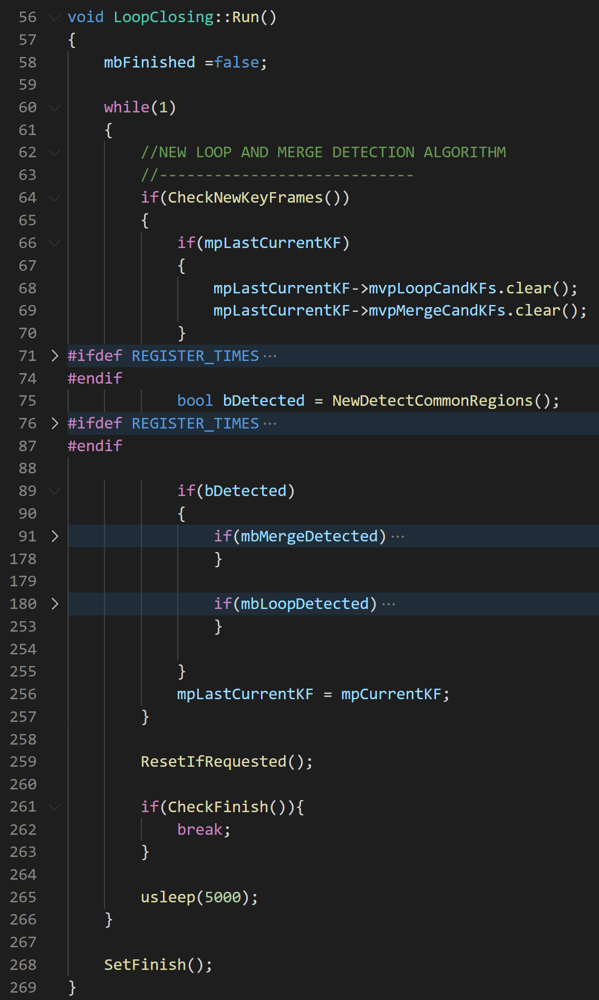 56 void LoopClosing::Run()
57 {
58     mbFinished =false;
59
60     while(1)
61     {
62         //NEW LOOP AND MERGE DETECTION ALGORITHM
63         //----------------------------
64         if(CheckNewKeyFrames())
65         {
66             if(mpLastCurrentKF)
67             {
68                 mpLastCurrentKF->mvpLoopCandKFs.clear();
69                 mpLastCurrentKF->mvpMergeCandKFs.clear();
70             }
71 #ifdef REGISTER_TIMES···
74 #endif
75             bool bDetected = NewDetectCommonRegions();
76 #ifdef REGISTER_TIMES···
87 #endif
88
89             if(bDetected)
90             {
91                 if(mbMergeDetected)···
178                 }
179
180                 if(mbLoopDetected)···
253                 }
254
255             }
256             mpLastCurrentKF = mpCurrentKF;
257         }
258
259         ResetIfRequested();
260
261         if(CheckFinish()){
262             break;
263         }
264
265         usleep(5000);
266     }
267
268     SetFinish();
269 }